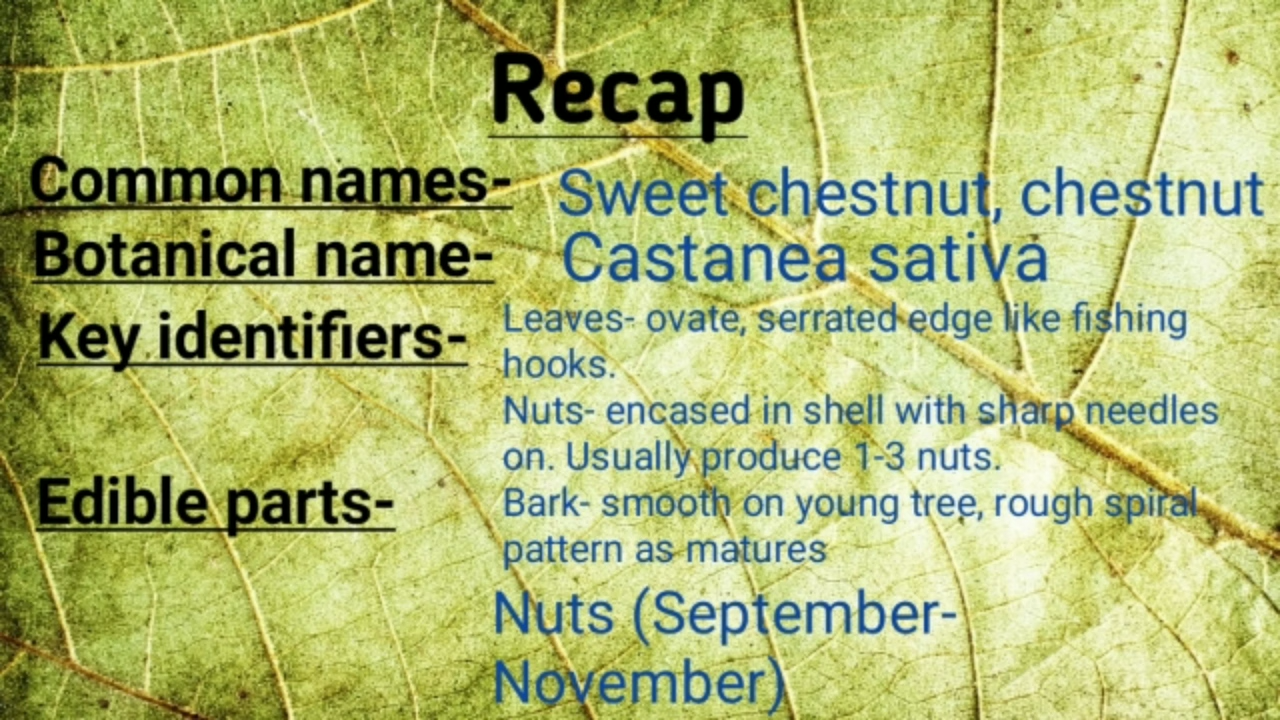 Recap
Common names- Sweet chestnut, chestnut
Botanical name- Castanea sativa
Key identifiers- Leaves- ovate, serrated edge like fishing
hooks.
Nuts- encased in shell with sharp needles
on. Usually produce 1-3 nuts.
Bark- smooth on young tree, rough spiral
pattern as matures
Edible parts- Nuts (September-
November)